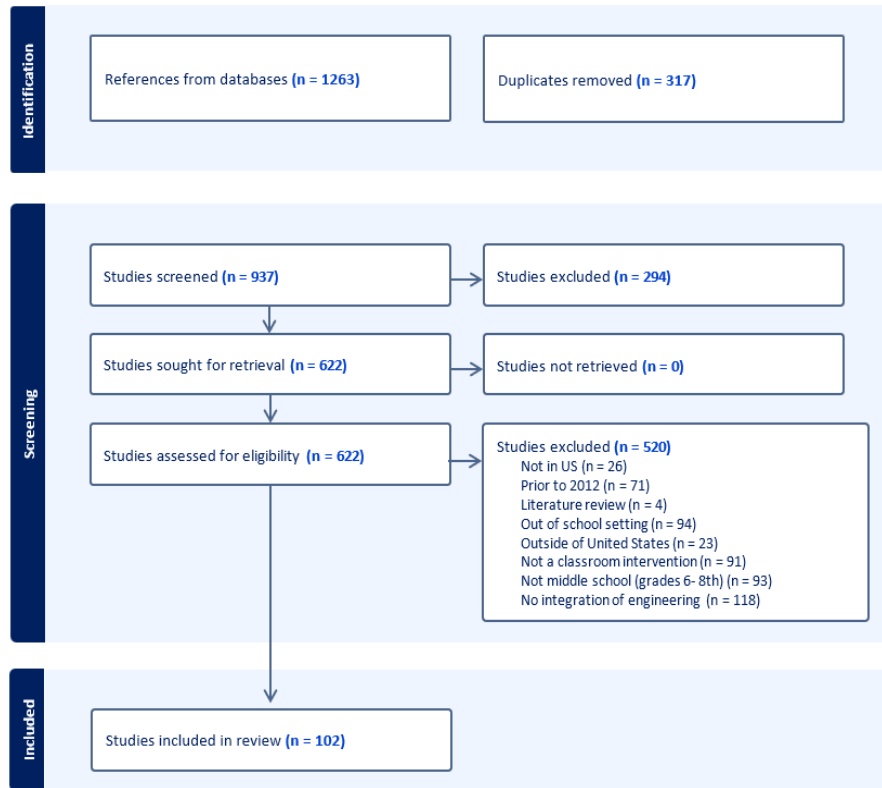 Identification
References from databases (n = 1263)
Duplicates removed (n = 317)
Screening
Studies screened (n = 937)
Studies excluded (n = 294)
Studies sought for retrieval (n = 622)
Studies not retrieved (n = 0)
Studies assessed for eligibility (n = 622)
Studies excluded (n = 520)
Not in US (n = 26)
Prior to 2012 (n = 71)
Literature review (n = 4)
Out of school setting (n = 94)
Outside of United States (n = 23)
Not a classroom intervention (n = 91)
Not middle school (grades 6- 8th) (n = 93)
No integration of engineering (n = 118)
Included
Studies included in review (n = 102)